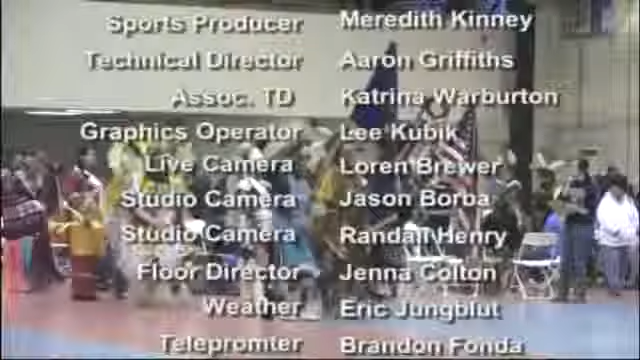 Sports Producer Meredith Kinney
Technical Director Aaron Griffiths
Assoc. TD Katrina Warburton
Graphics Operator Lee Kubik
Live Camera Loren Brewer
Studio Camera Jason Borba
Studio Camera Randall Henry
Floor Director Jenna Colton
Weather Eric Jungblut
Telepromter Brandon Fonda